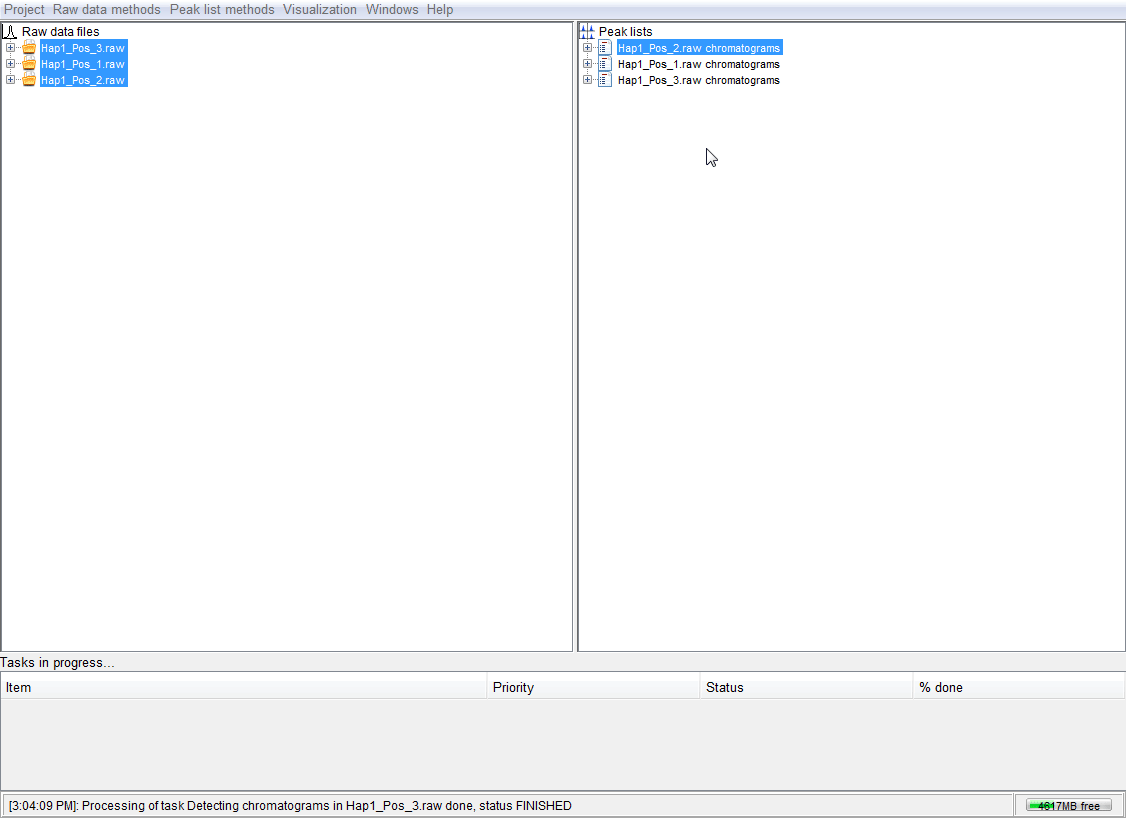 Project Raw data methods Peak list methods Visualization Windows Help
Raw data files
Hap1_Pos_3.raw
Hap1_Pos_1.raw
Hap1_Pos_2.raw
Peak lists
Hap1_Pos_2.raw chromatograms
Hap1_Pos_1.raw chromatograms
Hap1_Pos_3.raw chromatograms
Tasks in progress...
Item Priority Status % done
[3:04:09 PM]: Processing of task Detecting chromatograms in Hap1_Pos_3.raw done, status FINISHED
4617MB free